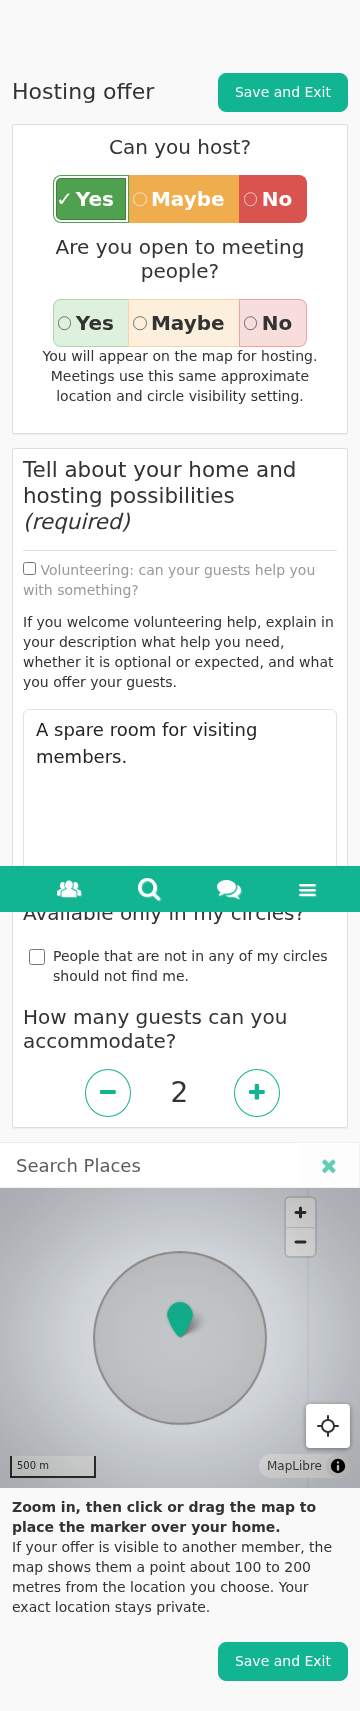 Hosting offer
Save and Exit
Can you host?
✓ Yes
Maybe
No
Are you open to meeting
people?
Yes
Maybe
No
You will appear on the map for hosting.
Meetings use this same approximate
location and circle visibility setting.
Tell about your home and
hosting possibilities
(required)
Volunteering: can your guests help you
with something?
If you welcome volunteering help, explain in
your description what help you need,
whether it is optional or expected, and what
you offer your guests.
A spare room for visiting
members.
Available only in my circles?
People that are not in any of my circles
should not find me.
How many guests can you
accommodate?
− 2 +
Search Places
+
−
500 m
MapLibre
Zoom in, then click or drag the map to
place the marker over your home.
If your offer is visible to another member, the
map shows them a point about 100 to 200
metres from the location you choose. Your
exact location stays private.
Save and Exit